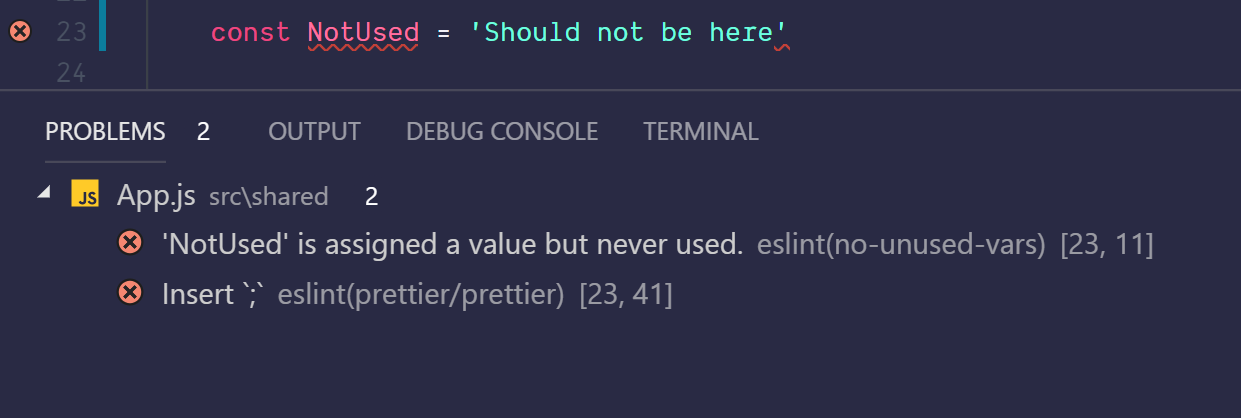 23 const NotUsed = 'Should not be here'
24
PROBLEMS 2 OUTPUT DEBUG CONSOLE TERMINAL
JS App.js src\shared 2
'NotUsed' is assigned a value but never used. eslint(no-unused-vars) [23, 11]
Insert `;` eslint(prettier/prettier) [23, 41]